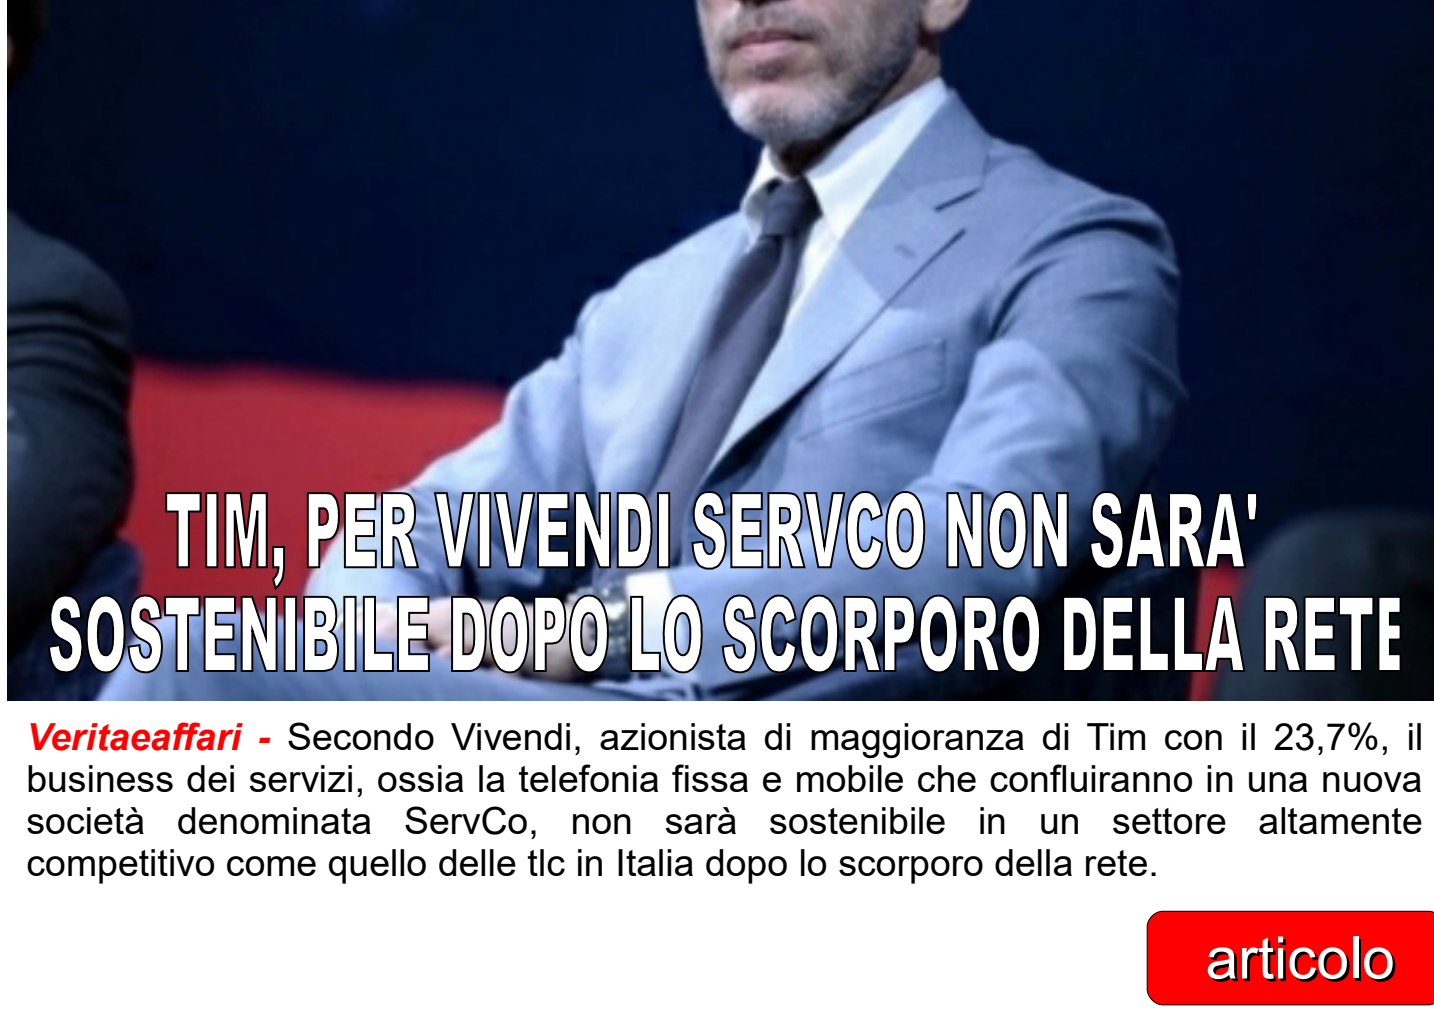 TIM, PER VIVENDI SERVCO NON SARA'
SOSTENIBILE DOPO LO SCORPORO DELLA RETE
Veritaeaffari - Secondo Vivendi, azionista di maggioranza di Tim con il 23,7%, il
business dei servizi, ossia la telefonia fissa e mobile che confluiranno in una nuova
società denominata ServCo, non sarà sostenibile in un settore altamente
competitivo come quello delle tlc in Italia dopo lo scorporo della rete.
articolo